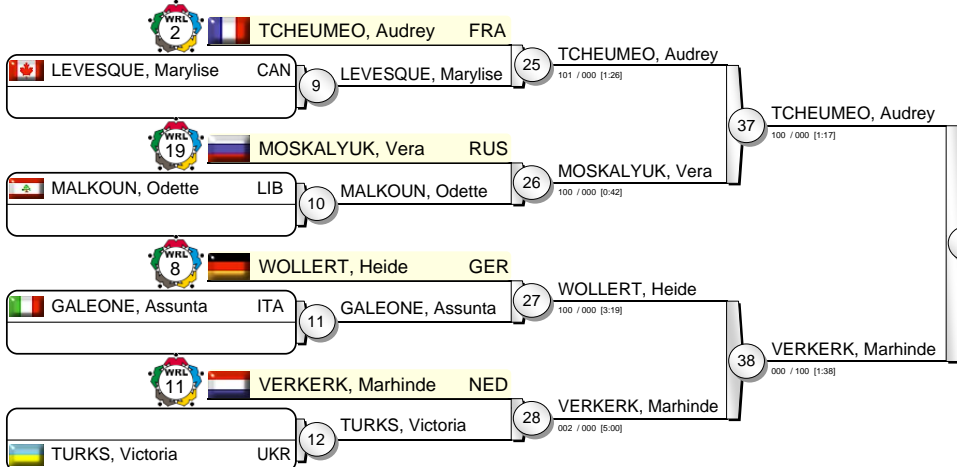 WRL
2
TCHEUMEO, Audrey FRA
LEVESQUE, Marylise CAN
9
LEVESQUE, Marylise
25
TCHEUMEO, Audrey
101 / 000 [1:26]
37
TCHEUMEO, Audrey
100 / 000 [1:17]
WRL
19
MOSKALYUK, Vera RUS
MALKOUN, Odette LIB
10
MALKOUN, Odette
26
MOSKALYUK, Vera
100 / 000 [0:42]
WRL
8
WOLLERT, Heide GER
GALEONE, Assunta ITA
11
GALEONE, Assunta
27
WOLLERT, Heide
100 / 000 [3:19]
38
VERKERK, Marhinde
000 / 100 [1:38]
WRL
11
VERKERK, Marhinde NED
TURKS, Victoria UKR
12
TURKS, Victoria
28
VERKERK, Marhinde
002 / 000 [5:00]